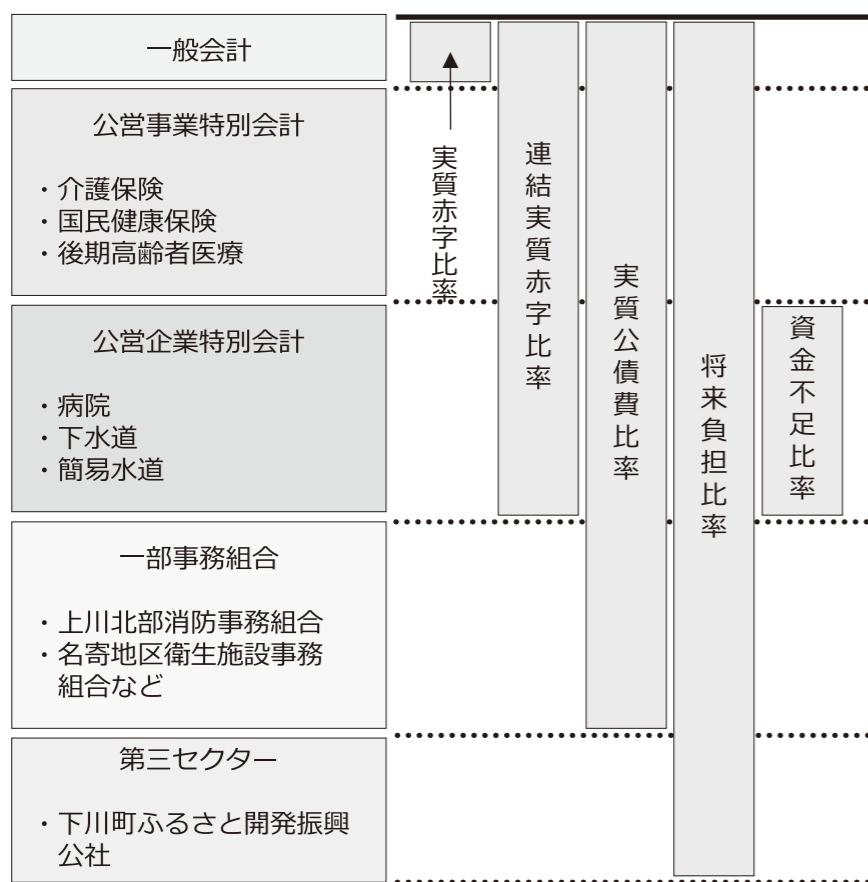 一般会計
公営事業特別会計
・介護保険
・国民健康保険
・後期高齢者医療
公営企業特別会計
・病院
・下水道
・簡易水道
一部事務組合
・上川北部消防事務組合
・名寄地区衛生施設事務
組合など
第三セクター
・下川町ふるさと開発振興
公社
実質赤字比率
連結実質赤字比率
実質公債費比率
将来負担比率
資金不足比率